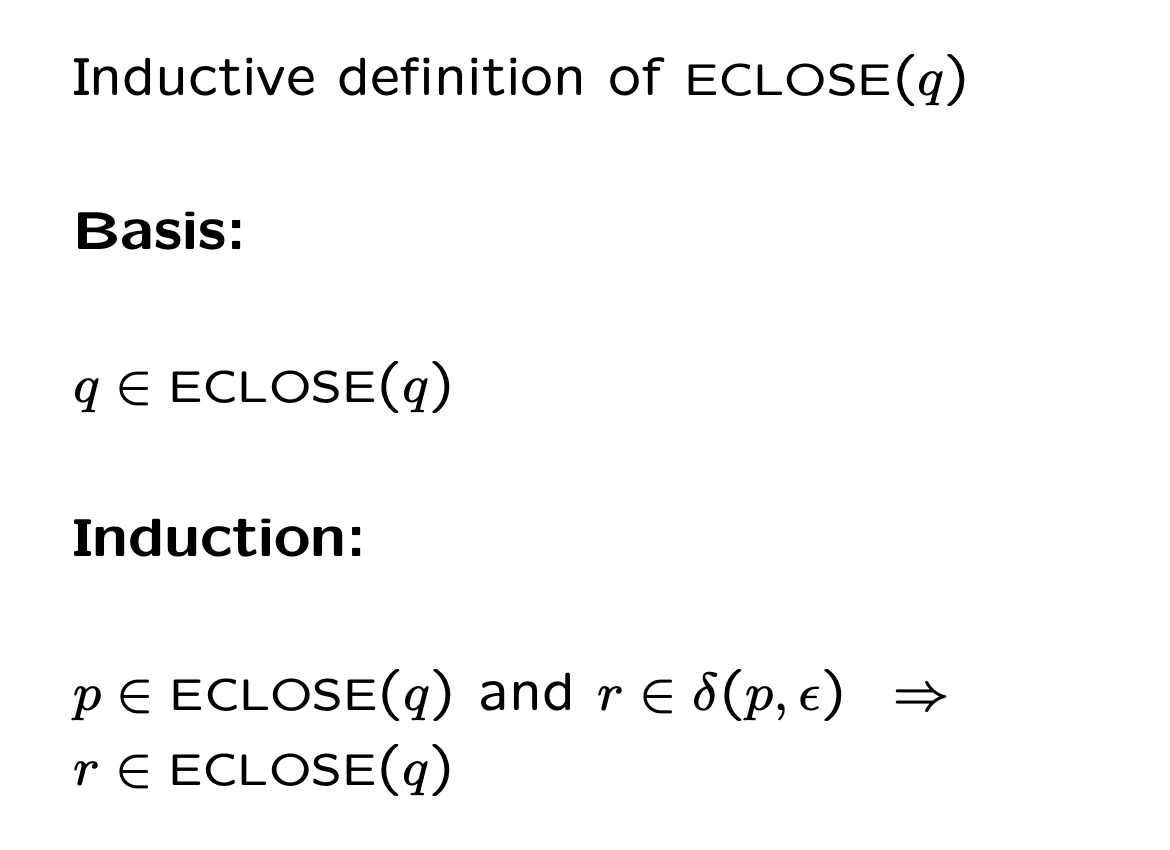 Inductive definition of ECLOSE(q)
Basis:
q ∈ ECLOSE(q)
Induction:
p ∈ ECLOSE(q) and r ∈ δ(p, ϵ) ⇒
r ∈ ECLOSE(q)